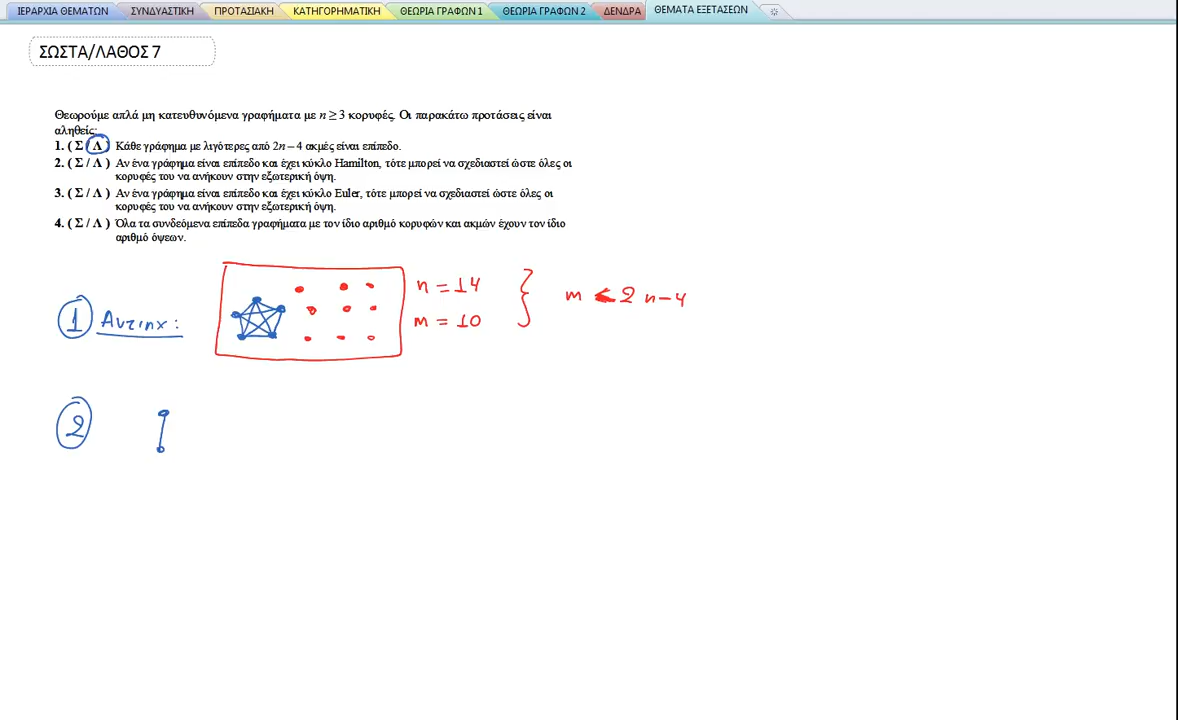 ΙΕΡΑΡΧΙΑ ΘΕΜΑΤΩΝ ΣΥΝΔΥΑΣΤΙΚΗ ΠΡΟΤΑΣΙΑΚΗ ΚΑΤΗΓΟΡΗΜΑΤΙΚΗ ΘΕΩΡΙΑ ΓΡΑΦΩΝ 1 ΘΕΩΡΙΑ ΓΡΑΦΩΝ 2 ΔΕΝΔΡΑ ΘΕΜΑΤΑ ΕΞΕΤΑΣΕΩΝ
ΣΩΣΤΑ/ΛΑΘΟΣ 7
Θεωρούμε απλά μη κατευθυνόμενα γραφήματα με n ≥ 3 κορυφές. Οι παρακάτω προτάσεις είναι
αληθείς:
1. ( Σ / Λ ) Κάθε γράφημα με λιγότερες από 2n – 4 ακμές είναι επίπεδο.
2. ( Σ / Λ ) Αν ένα γράφημα είναι επίπεδο και έχει κύκλο Hamilton, τότε μπορεί να σχεδιαστεί ώστε όλες οι
κορυφές του να ανήκουν στην εξωτερική όψη.
3. ( Σ / Λ ) Αν ένα γράφημα είναι επίπεδο και έχει κύκλο Euler, τότε μπορεί να σχεδιαστεί ώστε όλες οι
κορυφές του να ανήκουν στην εξωτερική όψη.
4. ( Σ / Λ ) Όλα τα συνδεόμενα επίπεδα γραφήματα με τον ίδιο αριθμό κορυφών και ακμών έχουν τον ίδιο
αριθμό όψεων.
1 Αντιπ :
n = 14
m = 10
m < 2 n – 4
2